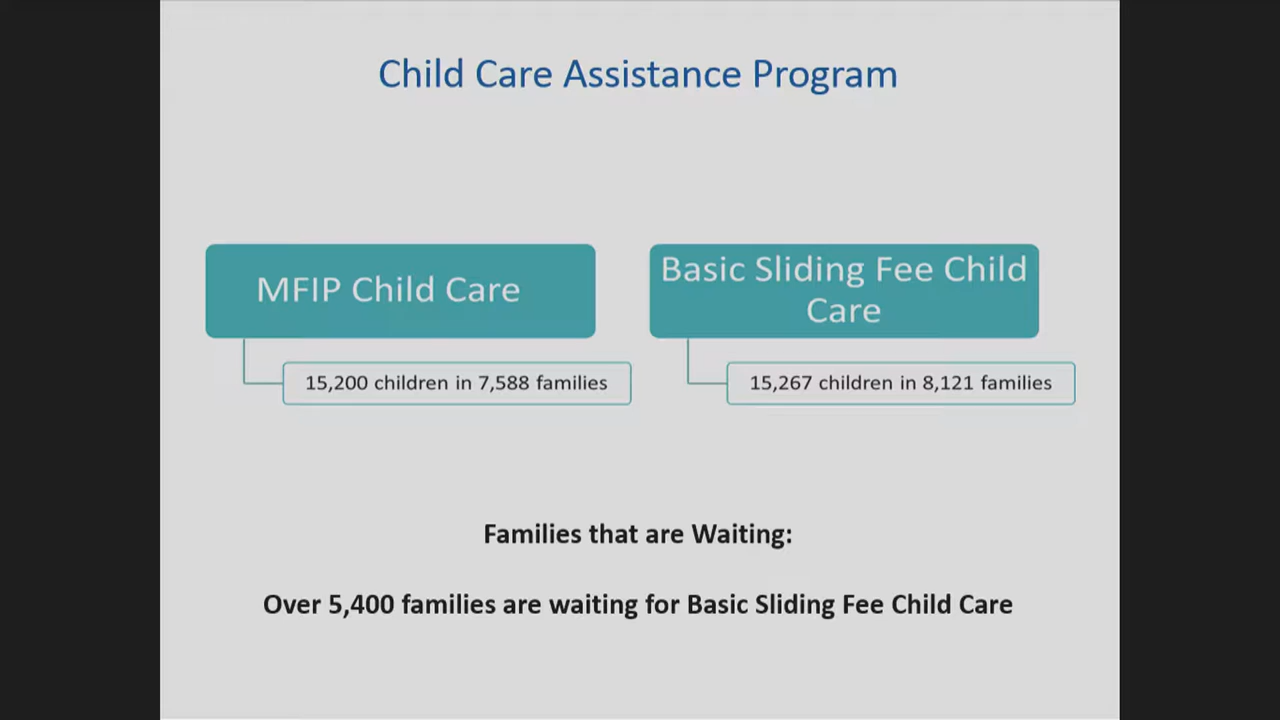 Child Care Assistance Program
MFIP Child Care
15,200 children in 7,588 families
Basic Sliding Fee Child
Care
15,267 children in 8,121 families
Families that are Waiting:
Over 5,400 families are waiting for Basic Sliding Fee Child Care